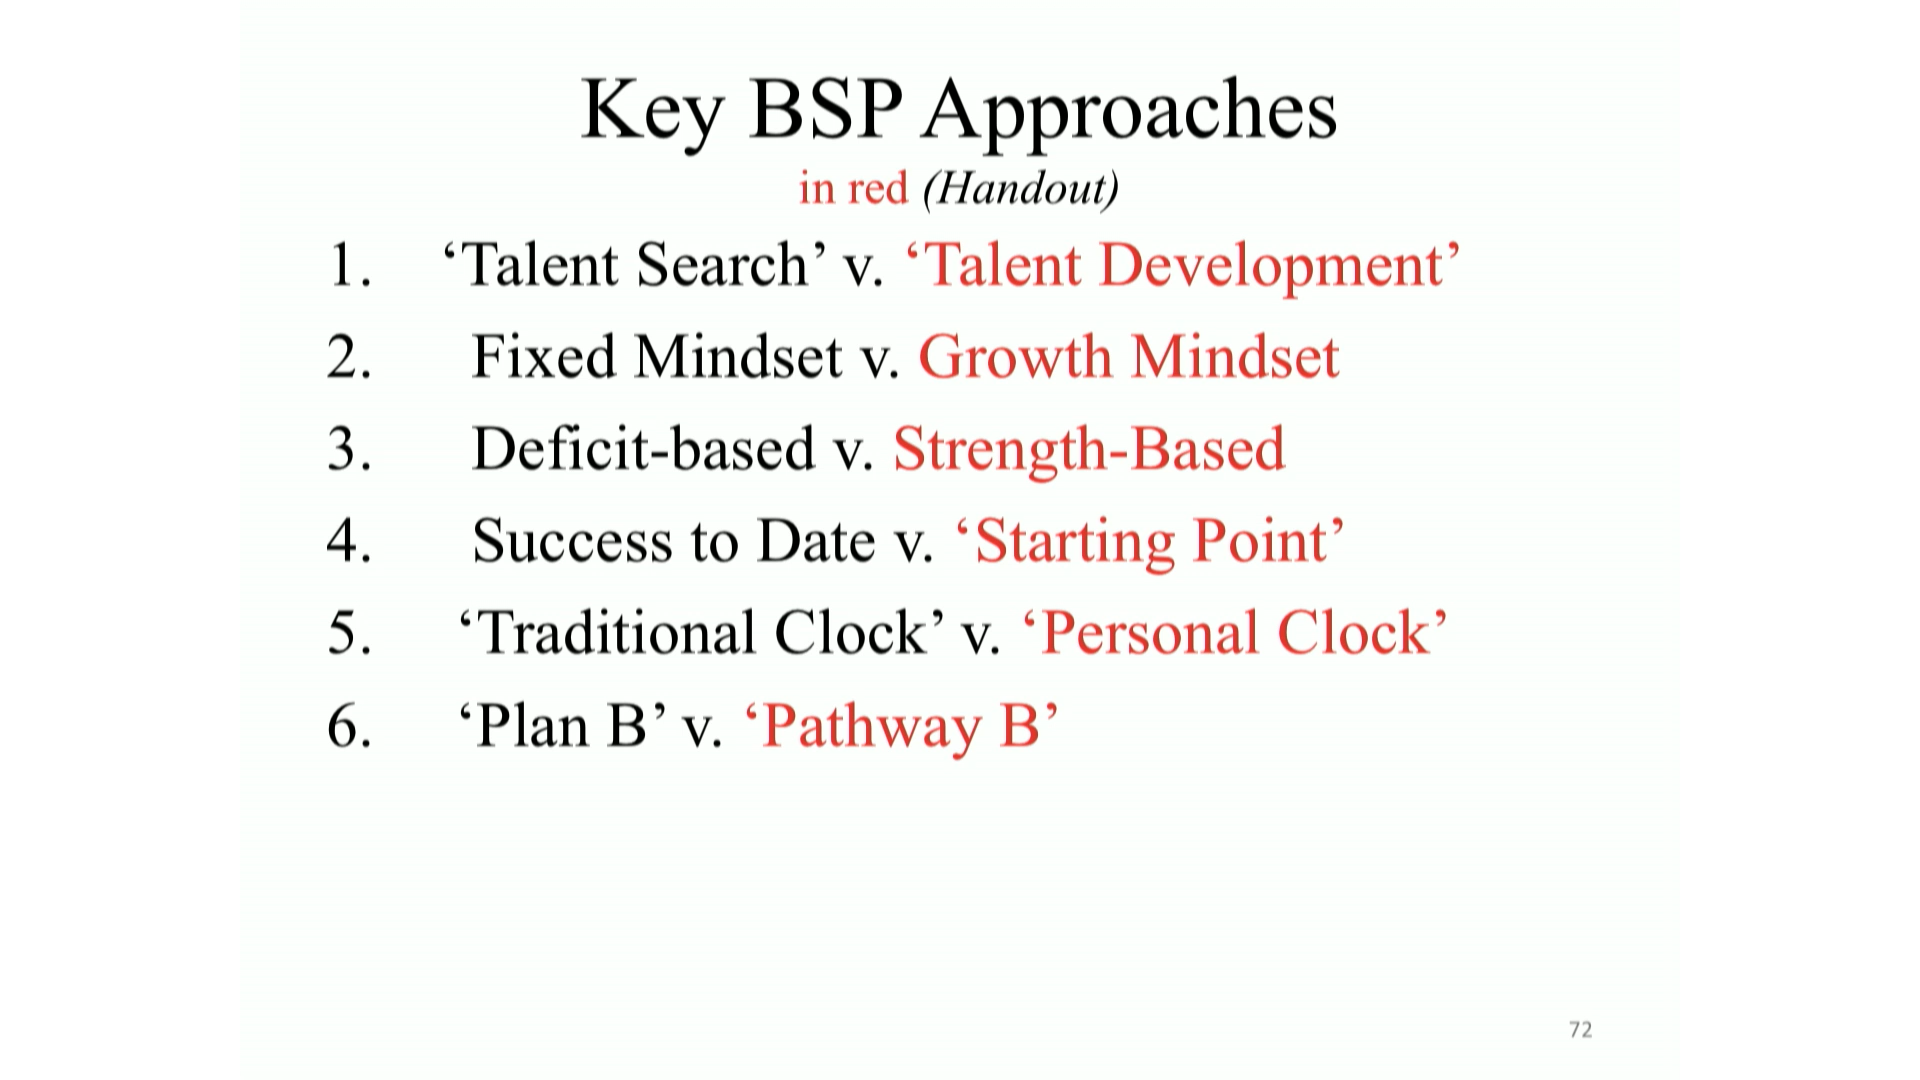 Key BSP Approaches
in red (Handout)
1. ‘Talent Search’ v. ‘Talent Development’
2. Fixed Mindset v. Growth Mindset
3. Deficit-based v. Strength-Based
4. Success to Date v. ‘Starting Point’
5. ‘Traditional Clock’ v. ‘Personal Clock’
6. ‘Plan B’ v. ‘Pathway B’
72